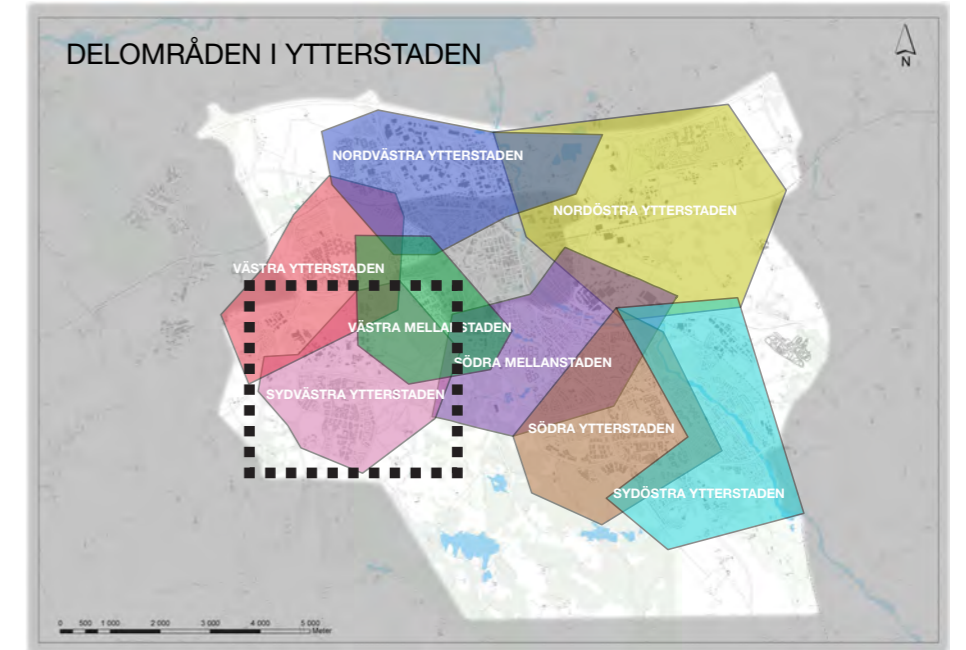 DELOMRÅDEN I YTTERSTADEN
N
NORDVÄSTRA YTTERSTADEN
NORDÖSTRA YTTERSTADEN
VÄSTRA YTTERSTADEN
VÄSTRA MELLANSTADEN
SÖDRA MELLANSTADEN
SYDVÄSTRA YTTERSTADEN
SÖDRA YTTERSTADEN
SYDÖSTRA YTTERSTADEN
0 500 1 000 2 000 3 000 4 000 5 000
Meter